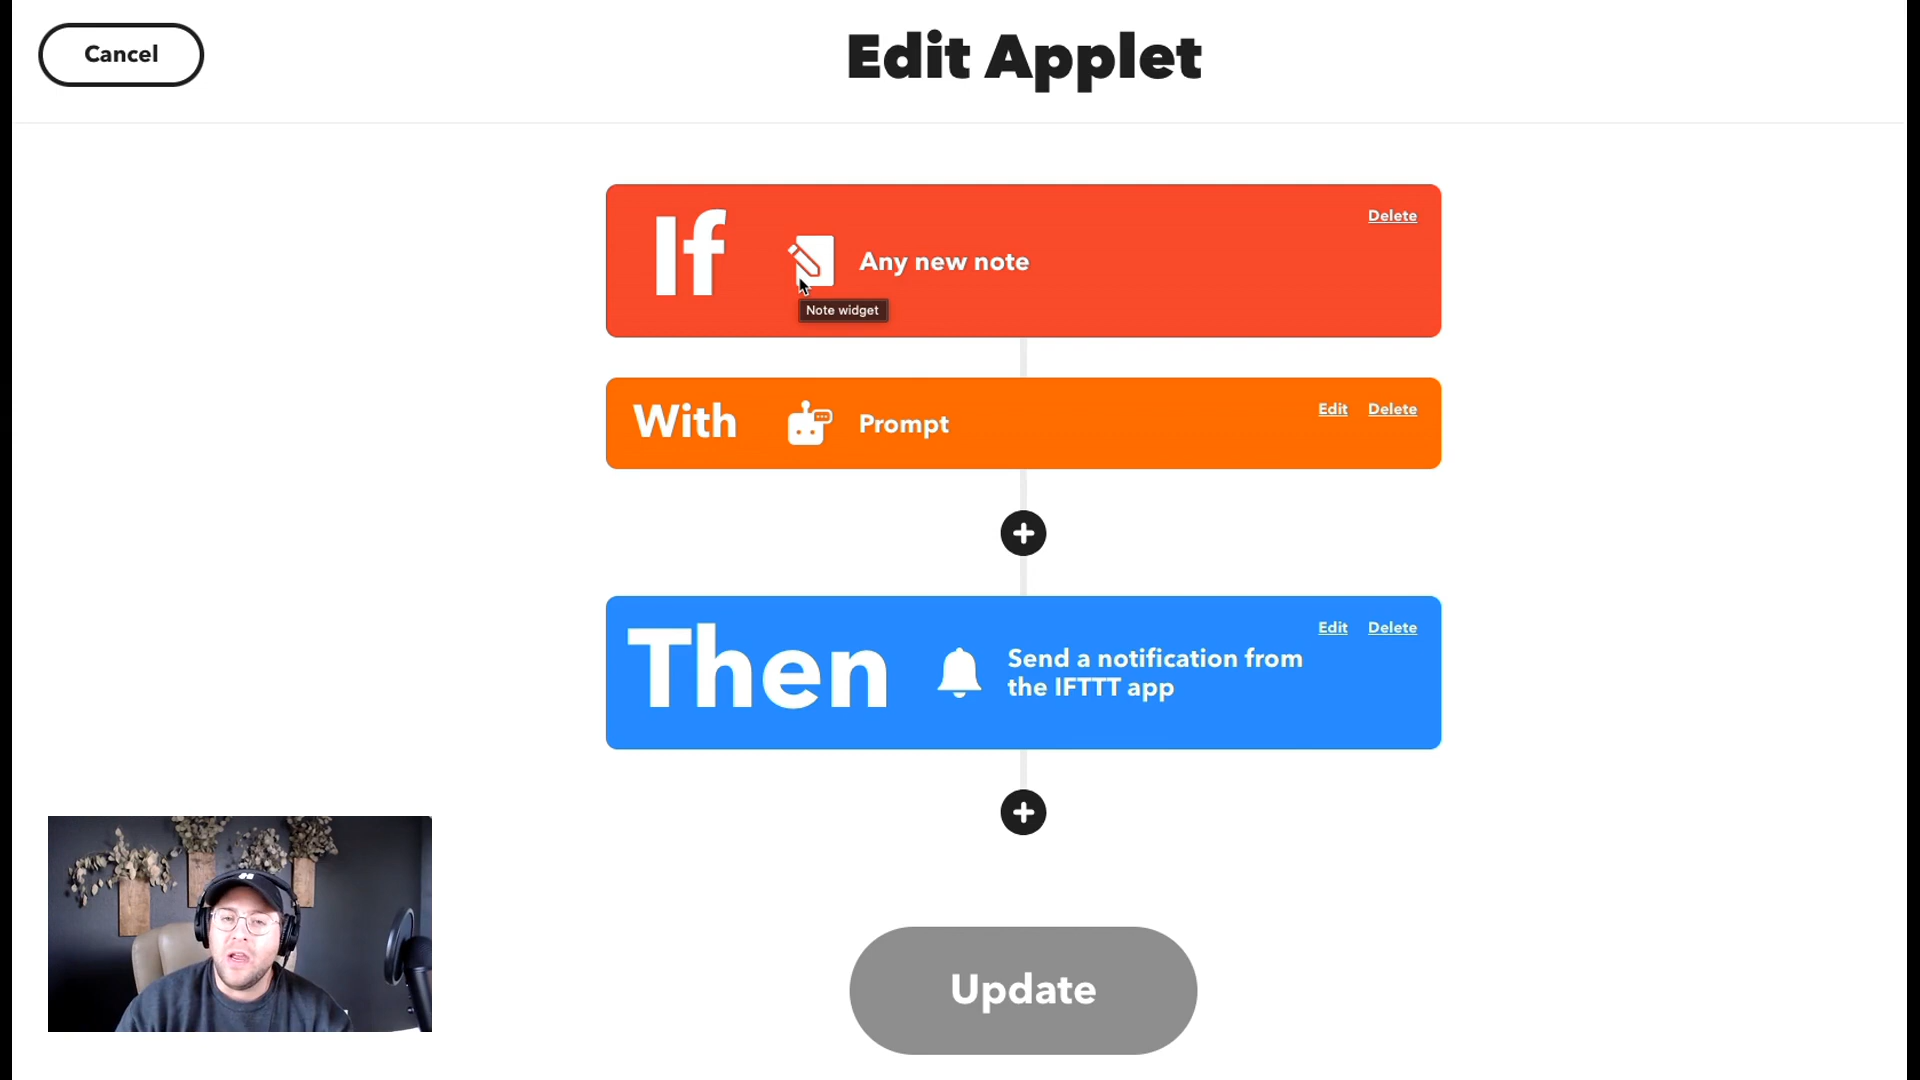 Cancel
Edit Applet
If
Any new note
Delete
Note widget
With
Prompt
Edit
Delete
Then
Send a notification from
the IFTTT app
Edit
Delete
Update